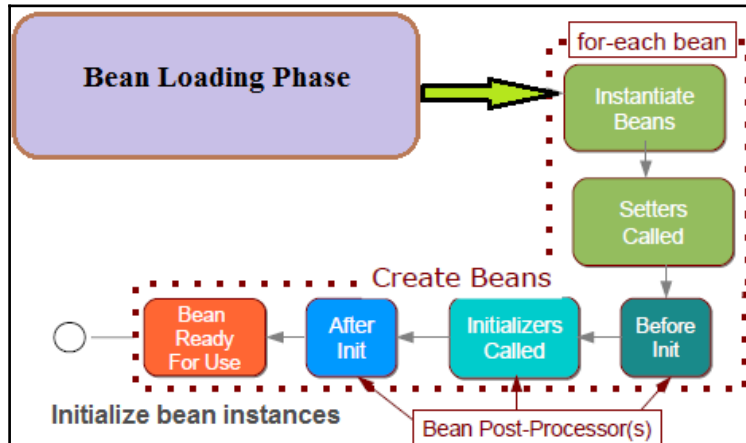 Bean Loading Phase
for-each bean
Instantiate
Beans
Setters
Called
Create Beans
Bean
Ready
For Use
After
Init
Initializers
Called
Before
Init
Initialize bean instances
Bean Post-Processor(s)